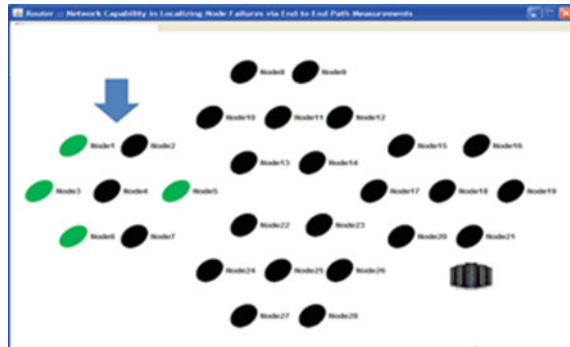 Router :: Network Capability in Localizing Node Failures via End to End Path Measurements
Node8 Node9
Node10 Node11 Node12
Node1 Node2 Node15 Node16
Node13 Node14
Node3 Node4 Node5 Node17 Node18 Node19
Node22 Node23
Node6 Node7 Node20 Node21
Node24 Node25 Node26
Node27 Node28